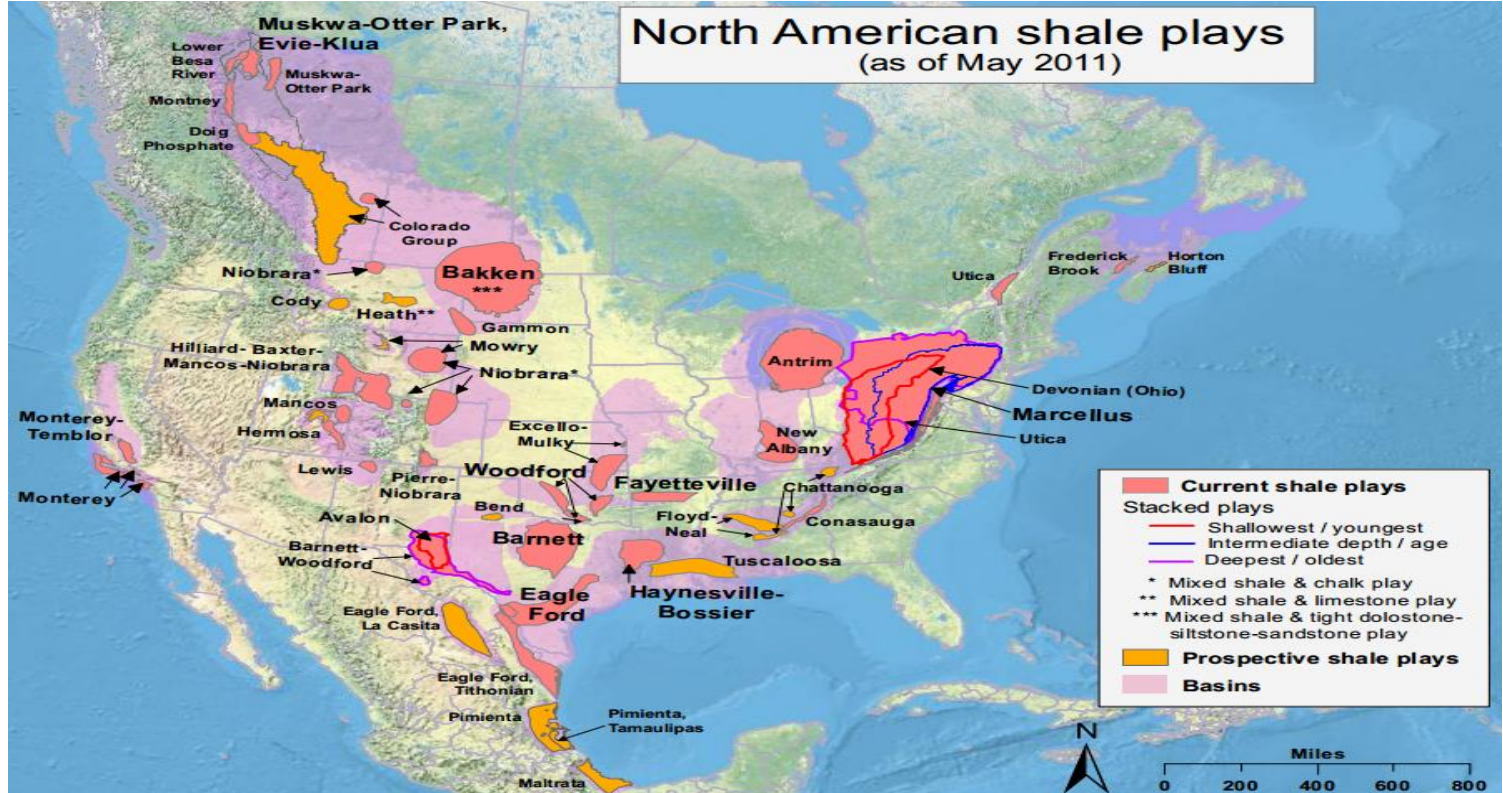 North American shale plays
(as of May 2011)
Muskwa-Otter Park,
Evie-Klua
Lower
Besa
River
Muskwa-
Otter Park
Montney
Doig
Phosphate
Colorado
Group
Niobrara*
Bakken
***
Cody
Heath**
Gammon
Mowry
Hilliard- Baxter-
Mancos-Niobrara
Niobrara*
Mancos
Hermosa
Monterey-
Temblor
Monterey
Lewis
Pierre-
Niobrara
Excello-
Mulky
Woodford
Fayetteville
Bend
Avalon
Barnett-
Woodford
Barnett
Antrim
New
Albany
Utica
Frederick
Brook
Horton
Bluff
Devonian (Ohio)
Marcellus
Utica
Chattanooga
Floyd-
Neal
Conasauga
Tuscaloosa
Haynesville-
Bossier
Eagle
Ford
Eagle Ford,
La Casita
Eagle Ford,
Tithonian
Pimienta
Pimienta,
Tamaulipas
Maltrata
Current shale plays
Stacked plays
Shallowest / youngest
Intermediate depth / age
Deepest / oldest
* Mixed shale & chalk play
** Mixed shale & limestone play
*** Mixed shale & tight dolostone-
siltstone-sandstone play
Prospective shale plays
Basins
N
Miles
0 200 400 600 800